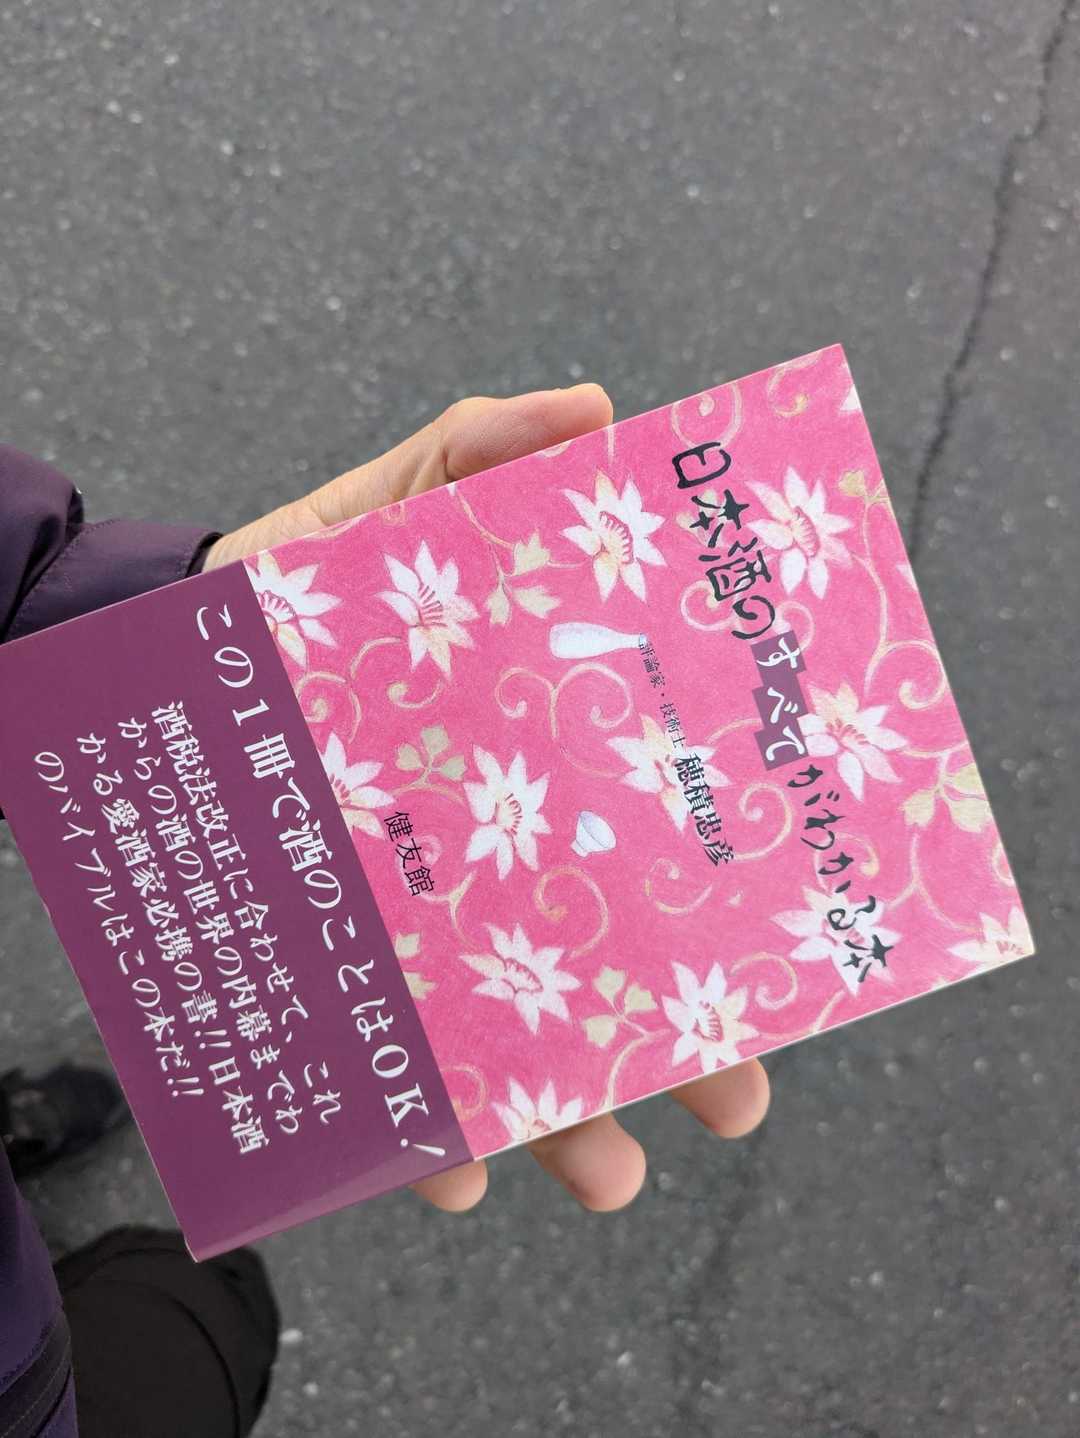 日本酒のすべてがわかる本
評論家・技術士 穂積忠彦
健友館
この1冊で酒のことはOK!
酒税法改正に合わせて、これ
からの酒の世界の内幕までわ
かる愛酒家必携の書!!日本酒
のバイブルはこの本だ!!